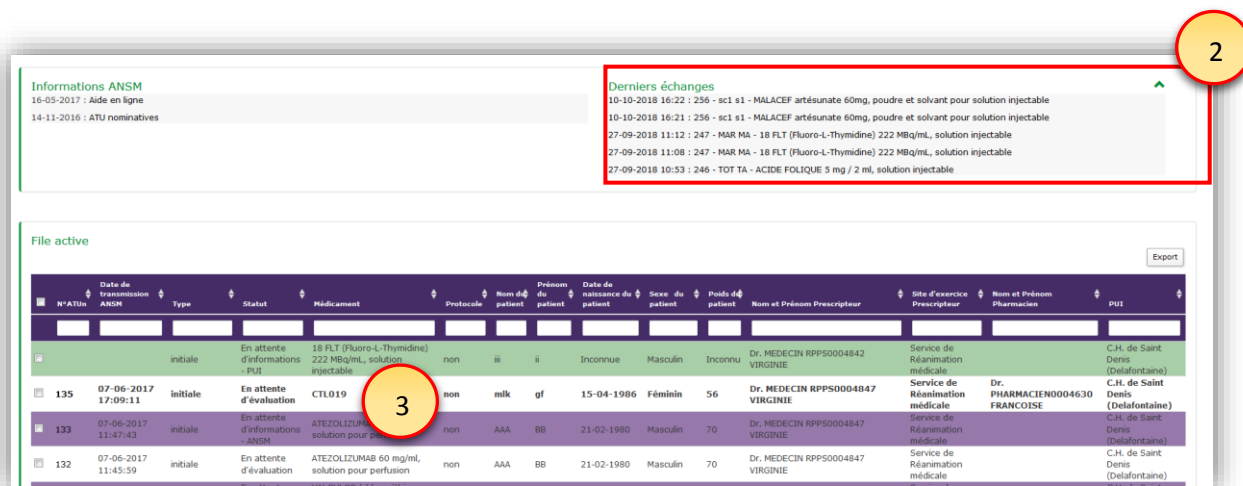 2
Informations ANSM
16-05-2017 : Aide en ligne
14-11-2016 : ATU nominatives
Derniers échanges
10-10-2018 16:22 : 256 - sc1 s1 - MALACEF artésunate 60mg, poudre et solvant pour solution injectable
10-10-2018 16:21 : 256 - sc1 s1 - MALACEF artésunate 60mg, poudre et solvant pour solution injectable
27-09-2018 11:12 : 247 - MAR MA - 18 FLT (Fluoro-L-Thymidine) 222 MBq/mL, solution injectable
27-09-2018 11:08 : 247 - MAR MA - 18 FLT (Fluoro-L-Thymidine) 222 MBq/mL, solution injectable
27-09-2018 10:53 : 246 - TOT TA - ACIDE FOLIQUE 5 mg / 2 ml, solution injectable
File active
Export
N°ATUn
Date de
transmission
ANSM
Type
Statut
Médicament
Protocole
Nom du
patient
Prénom
du
patient
Date de
naissance du
patient
Sexe du
patient
Poids du
patient
Nom et Prénom Prescripteur
Site d'exercice
Prescripteur
Nom et Prénom
Pharmacien
PUI
initiale
En attente
d'informations
- PUI
18 FLT (Fluoro-L-Thymidine)
222 MBq/mL, solution
injectable
non
iii
ii
Inconnue
Masculin
Inconnu
Dr. MEDECIN RPPS0004842
VIRGINIE
Service de
Réanimation
médicale
C.H. de Saint
Denis
(Delafontaine)
135
07-06-2017
17:09:11
initiale
En attente
d'évaluation
CTL019
3
non
mlk
gf
15-04-1986
Féminin
56
Dr. MEDECIN RPPS0004847
VIRGINIE
Service de
Réanimation
médicale
Dr.
PHARMACIEN0004630
FRANCOISE
C.H. de Saint
Denis
(Delafontaine)
133
07-06-2017
11:47:43
initiale
En attente
d'informations
- ANSM
solution pour
non
AAA
BB
21-02-1980
Masculin
70
Dr. MEDECIN RPPS0004847
VIRGINIE
Service de
Réanimation
médicale
C.H. de Saint
Denis
(Delafontaine)
132
07-06-2017
11:45:59
initiale
En attente
d'évaluation
ATEZOLIZUMAB 60 mg/ml,
solution pour perfusion
non
AAA
BB
21-02-1980
Masculin
70
Dr. MEDECIN RPPS0004847
VIRGINIE
Service de
Réanimation
médicale
C.H. de Saint
Denis
(Delafontaine)